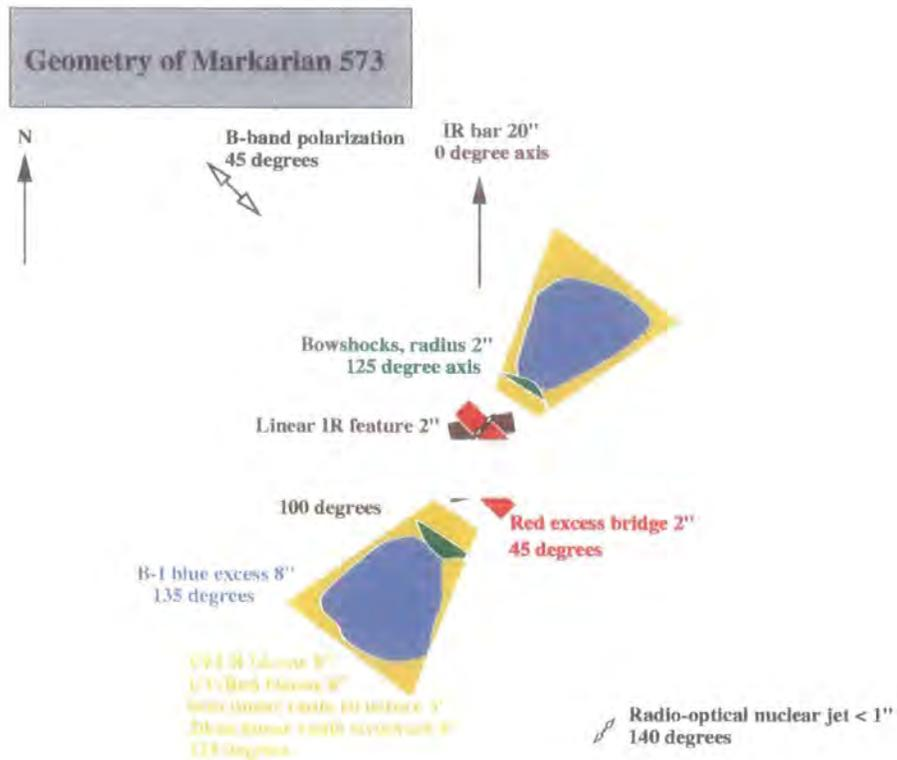 Geometry of Markarian 573
N
B-band polarization
45 degrees
IR bar 20"
0 degree axis
Bowshocks, radius 2"
125 degree axis
Linear IR feature 2"
100 degrees
Red excess bridge 2"
45 degrees
B-I blue excess 8"
135 degrees
degrees
Radio-optical nuclear jet < 1"
140 degrees